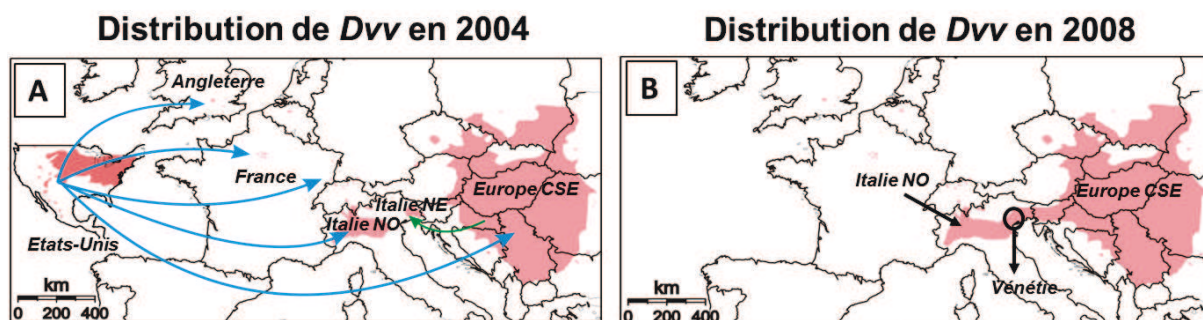 Distribution de Dvv en 2004
A
Angleterre
France
Europe CSE
Italie NE
Italie NO
Etats-Unis
km
0 200 400
Distribution de Dvv en 2008
B
Italie NO
Europe CSE
Vénétie
km
0 200 400